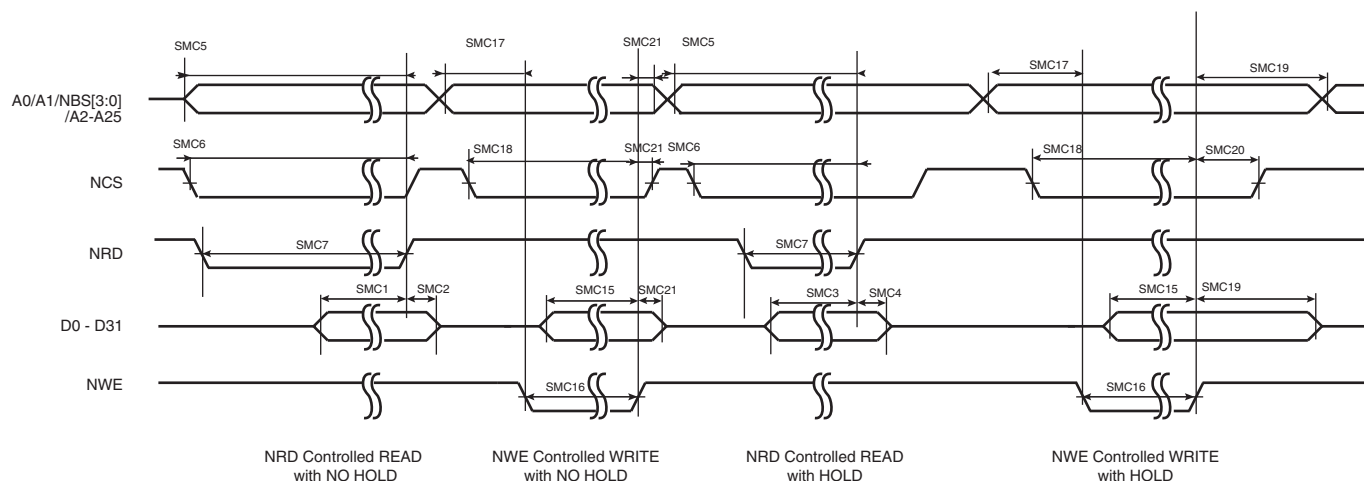 SMC5
SMC17
SMC21
SMC5
SMC17
SMC19
A0/A1/NBS[3:0]
/A2-A25
SMC6
SMC18
SMC21
SMC6
SMC18
SMC20
NCS
SMC7
SMC7
NRD
SMC1
SMC2
SMC15
SMC21
SMC3
SMC4
SMC15
SMC19
D0 - D31
NWE
SMC16
SMC16
NRD Controlled READ
with NO HOLD
NWE Controlled WRITE
with NO HOLD
NRD Controlled READ
with HOLD
NWE Controlled WRITE
with HOLD